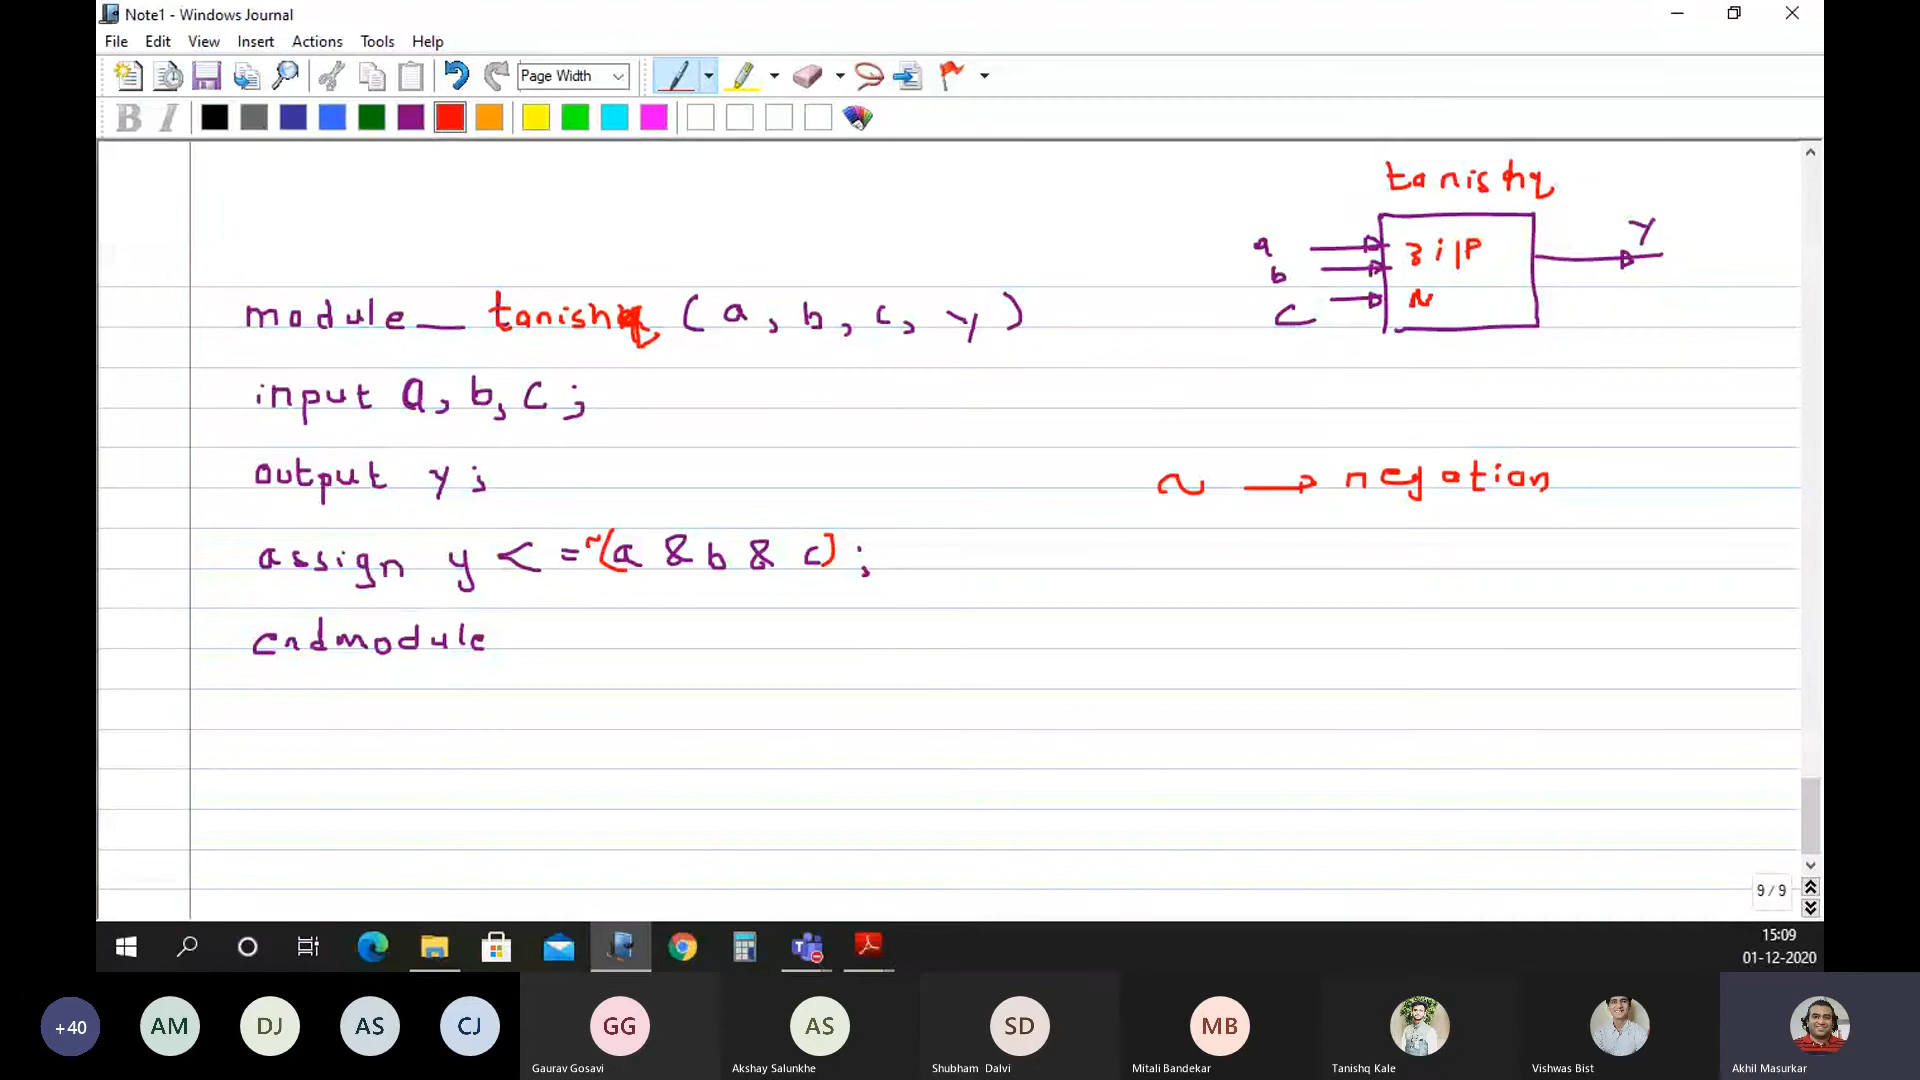 Note1 - Windows Journal
File Edit View Insert Actions Tools Help
Page Width
B I
tanishq
a
b
c
3 i|P
N
Y
module_ tanishq (a, b, c, y)
input a, b, c;
output y;
~ → negation
assign y <= ~(a & b & c);
endmodule
9 / 9
15:09
01-12-2020
+40 AM DJ AS CJ GG AS SD MB
Gaurav Gosavi Akshay Salunkhe Shubham Dalvi Mitali Bandekar Tanishq Kale Vishwas Bist Akhil Masurkar